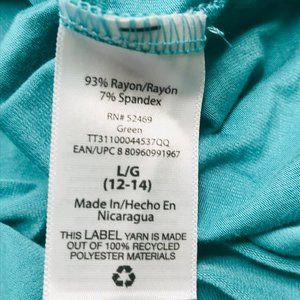 93% Rayon/Rayón
7% Spandex
RN# 52469
Green
TT31100044537QQ
EAN/UPC 8 80960991967
L/G
(12-14)
Made In/Hecho En
Nicaragua
THIS LABEL YARN IS MADE
OUT OF 100% RECYCLED
POLYESTER MATERIALS